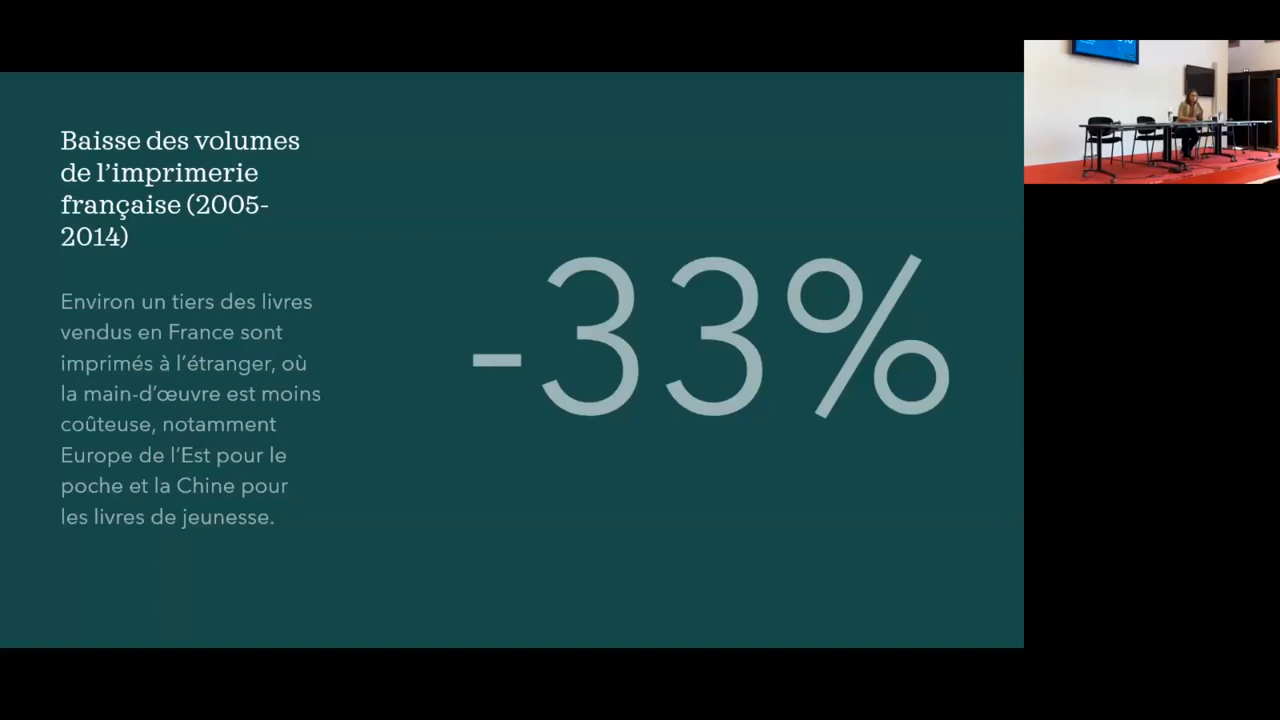 Baisse des volumes
de l’imprimerie
française (2005-
2014)
Environ un tiers des livres
vendus en France sont
imprimés à l’étranger, où
la main-d’œuvre est moins
coûteuse, notamment
Europe de l’Est pour le
poche et la Chine pour
les livres de jeunesse.
-33%